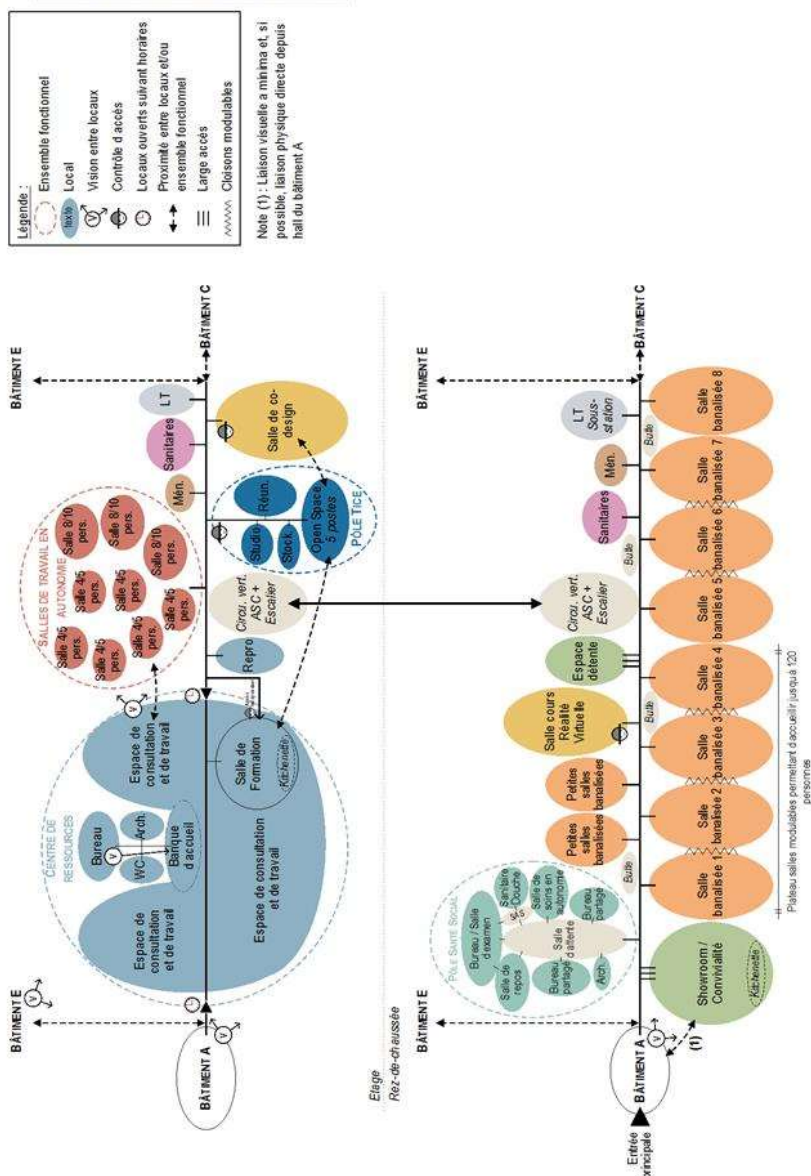 Légende :
Ensemble fonctionnel
texte
Local
V
Vision entre locaux
Contrôle d'accès
Locaux ouverts suivant horaires
Proximité entre locaux et/ou
ensemble fonctionnel
Large accès
Cloisons modulables
Note (1) : Liaison visuelle a minima et, si
possible, liaison physique directe depuis
hall du bâtiment A
BÂTIMENT E
V
BÂTIMENT A
V
CENTRE DE
RESSOURCES
Espace de
consultation
et de travail
Bureau
V
WC
Arch.
Banque
d'accueil
Espace de
consultation
et de travail
V
Espace de consultation
et de travail
Salle de
Formation
Kitchenette
Repro
SALLES DE TRAVAIL EN
AUTONOMIE
Salle 4/5
pers.
Salle 4/5
pers.
Salle 4/5
pers.
Salle 4/5
pers.
Salle 4/5
pers.
Salle 8/10
pers.
Salle 8/10
pers.
Salle 8/10
pers.
Salle 8/10
pers.
Circu. vert.
ASC +
Escalier
Mén.
Sanitaires
LT
Studio
Réun.
Stock.
Open Space
5 postes
PÔLE TICE
Salle de co-
design
BÂTIMENT E
BÂTIMENT C
Etage
Rez-de-chaussée
BÂTIMENT E
Entrée
principale
BÂTIMENT A
V
(1)
PÔLE SANTÉ SOCIAL
Bureau / Salle
d'examen
Sanitaire
Douche
SAS
Salle de
repos
Salle
d'attente
Salle de
soins en
autonome
Bureau
partagé
Bureau
partagé
Arch.
Showroom /
Convivialité
Kitchenette
Petites
salles
banalisées
Petites
salles
banalisées
Salle cours
Réalité
Virtuelle
Espace
détente
Circu. vert.
ASC +
Escalier
Sanitaires
Mén.
LT
Sous-
station
Butte
Butte
Butte
Butte
Salle
banalisée 1
Salle
banalisée 2
Salle
banalisée 3
Salle
banalisée 4
Salle
banalisée 5
Salle
banalisée 6
Salle
banalisée 7
Salle
banalisée 8
BÂTIMENT E
BÂTIMENT C
Plateau salles modulables permettant d'accueillir jusqu'à 120
personnes